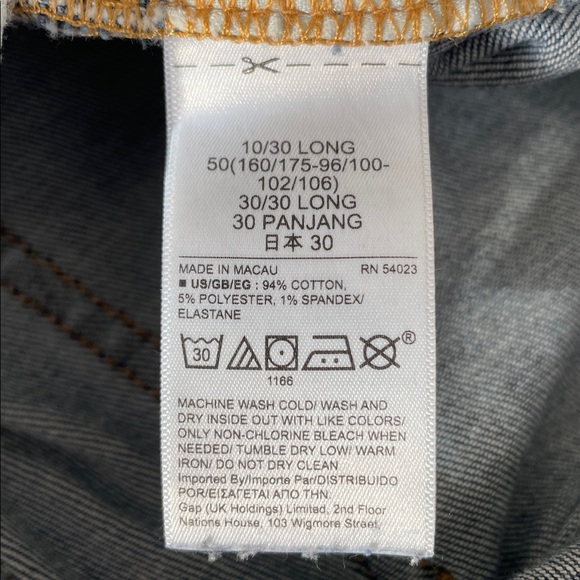 10/30 LONG
50(160/175-96/100-
102/106)
30/30 LONG
30 PANJANG
日本 30
MADE IN MACAU RN 54023
■ US/GB/EG : 94% COTTON,
5% POLYESTER, 1% SPANDEX/
ELASTANE
30 ®
1166
MACHINE WASH COLD/ WASH AND
DRY INSIDE OUT WITH LIKE COLORS/
ONLY NON-CHLORINE BLEACH WHEN
NEEDED/ TUMBLE DRY LOW/ WARM
IRON/ DO NOT DRY CLEAN
Imported By/Importe Par/DISTRIBUIDO
POR/ΕΙΣΑΓΕΤΑΙ ΑΠΟ ΤΗΝ.
Gap (UK Holdings) Limited, 2nd Floor
Nations House, 103 Wigmore Street,